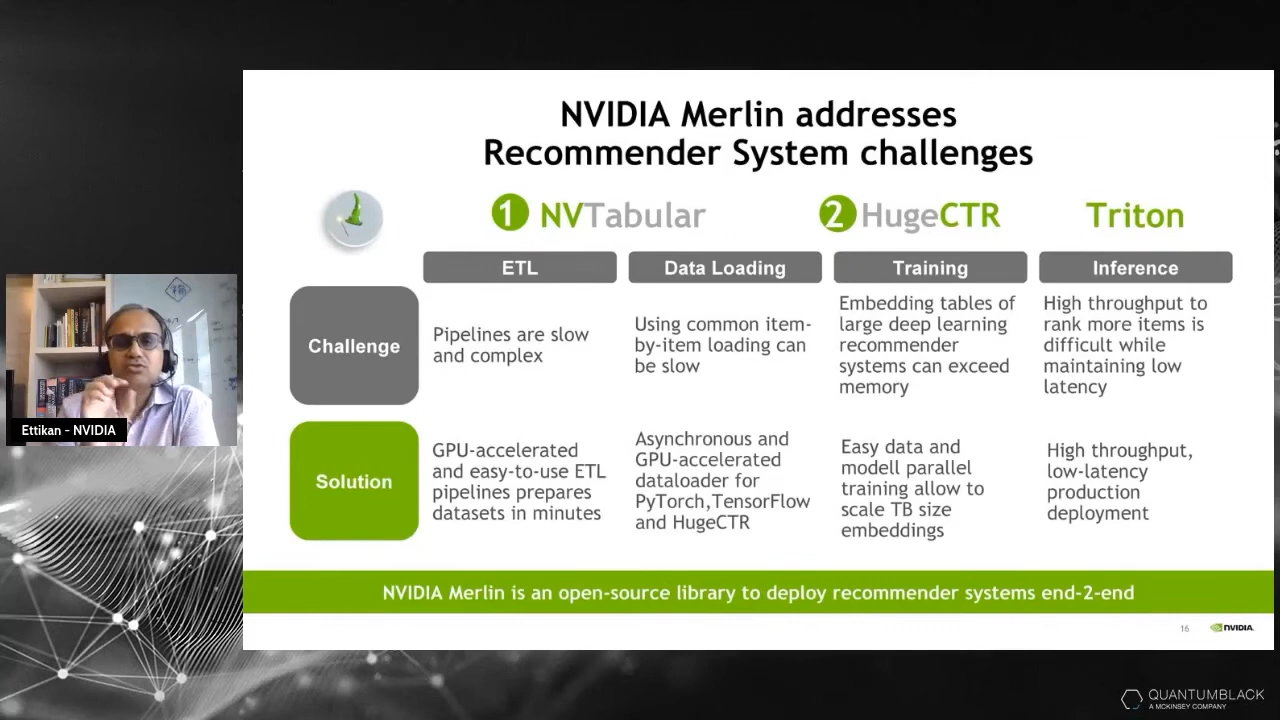 NVIDIA Merlin addresses
Recommender System challenges
1 NVTabular
2 HugeCTR
Triton
ETL
Data Loading
Training
Inference
Challenge
Pipelines are slow
and complex
Using common item-
by-item loading can
be slow
Embedding tables of
large deep learning
recommender
systems can exceed
memory
High throughput to
rank more items is
difficult while
maintaining low
latency
Solution
GPU-accelerated
and easy-to-use ETL
pipelines prepares
datasets in minutes
Asynchronous and
GPU-accelerated
dataloader for
PyTorch,TensorFlow
and HugeCTR
Easy data and
modell parallel
training allow to
scale TB size
embeddings
High throughput,
low-latency
production
deployment
NVIDIA Merlin is an open-source library to deploy recommender systems end-2-end
16
NVIDIA.
福
Ettikan - NVIDIA
QUANTUMBLACK
A MCKINSEY COMPANY